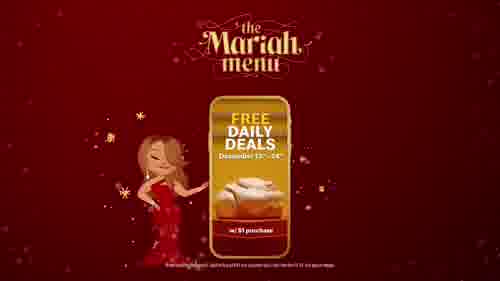 the
Mariah
menu
FREE
DAILY
DEALS
December 13th-24th
w/ $1 purchase